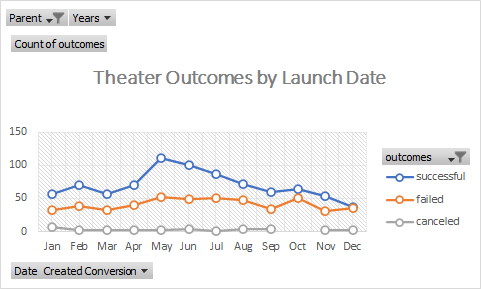 Parent Years
Count of outcomes
Theater Outcomes by Launch Date
150
100
50
0
Jan Feb Mar Apr May Jun Jul Aug Sep Oct Nov Dec
outcomes
successful
failed
canceled
Date Created Conversion